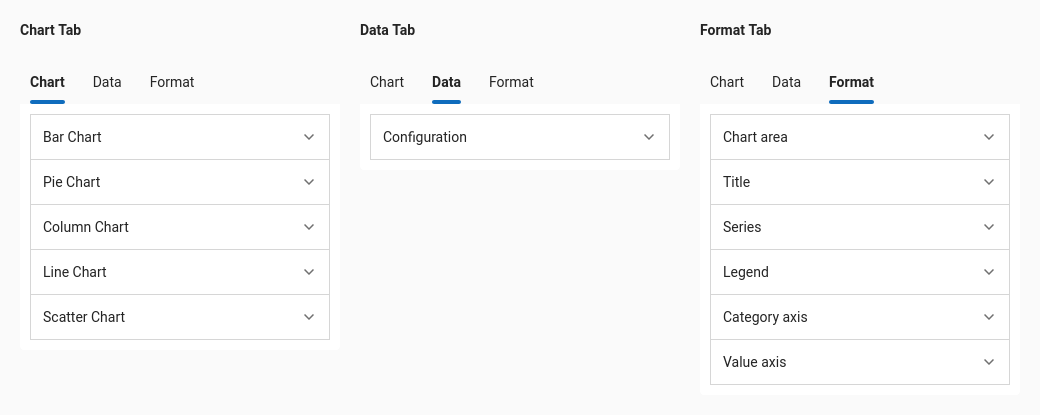 Chart Tab
Chart Data Format
Bar Chart
Pie Chart
Column Chart
Line Chart
Scatter Chart
Data Tab
Chart Data Format
Configuration
Format Tab
Chart Data Format
Chart area
Title
Series
Legend
Category axis
Value axis